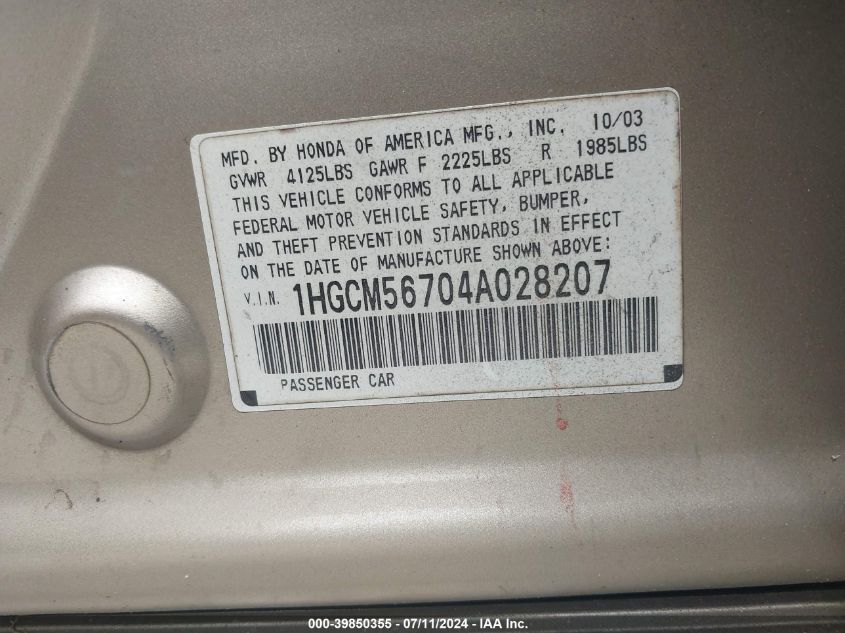 MFD. BY HONDA OF AMERICA MFG., INC. 10/03
GVWR 4125LBS GAWR F 2225LBS R 1985LBS
THIS VEHICLE CONFORMS TO ALL APPLICABLE
FEDERAL MOTOR VEHICLE SAFETY, BUMPER,
AND THEFT PREVENTION STANDARDS IN EFFECT
ON THE DATE OF MANUFACTURE SHOWN ABOVE:
V.I.N. 1HGCM56704A028207
PASSENGER CAR
000-39850355 - 07/11/2024 - IAAI.COM